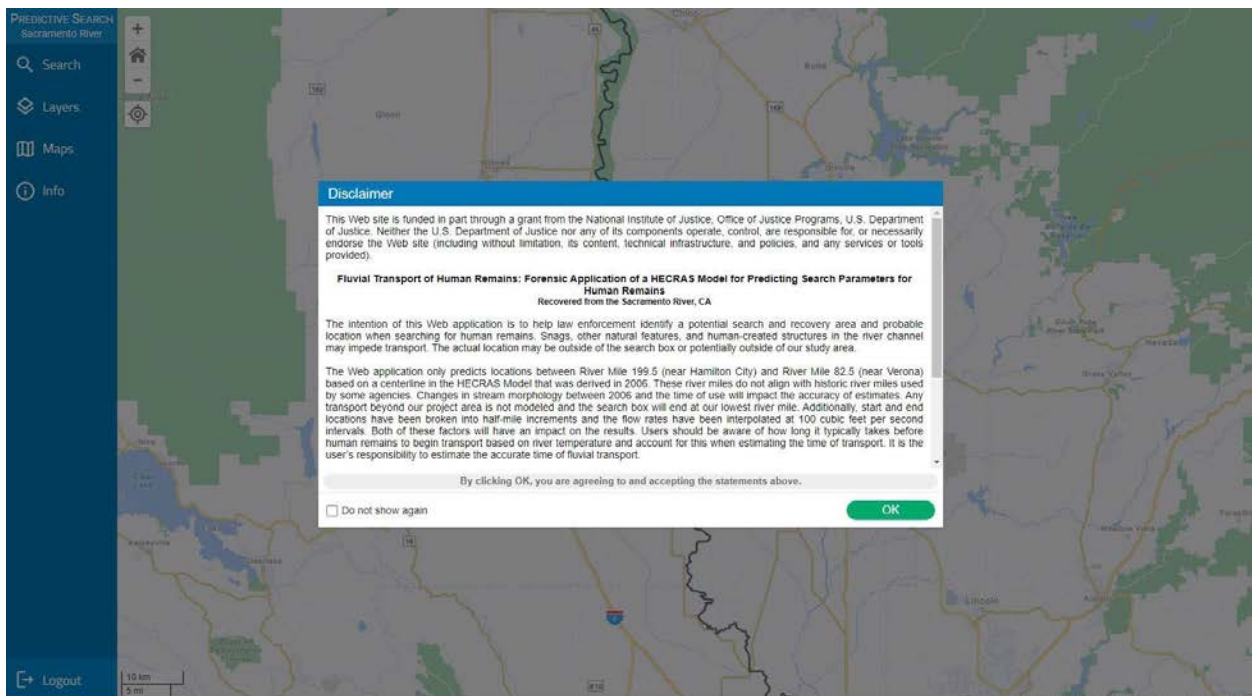 PREDICTIVE SEARCH
Sacramento River
Search
Layers
Maps
Info
Logout
Disclaimer
This Web site is funded in part through a grant from the National Institute of Justice, Office of Justice Programs, U.S. Department
of Justice. Neither the U.S. Department of Justice nor any of its components operate, control, are responsible for, or necessarily
endorse the Web site (including without limitation, its content, technical infrastructure, and policies, and any services or tools
provided).
Fluvial Transport of Human Remains: Forensic Application of a HECRAS Model for Predicting Search Parameters for
Human Remains
Recovered from the Sacramento River, CA
The intention of this Web application is to help law enforcement identify a potential search and recovery area and probable
location when searching for human remains. Snags, other natural features, and human-created structures in the river channel
may impede transport. The actual location may be outside of the search box or potentially outside of our study area.
The Web application only predicts locations between River Mile 199.5 (near Hamilton City) and River Mile 82.5 (near Verona)
based on a centerline in the HECRAS Model that was derived in 2006. These river miles do not align with historic river miles used
by some agencies. Changes in stream morphology between 2006 and the time of use will impact the accuracy of estimates. Any
transport beyond our project area is not modeled and the search box will end at our lowest river mile. Additionally, start and end
locations have been broken into half-mile increments and the flow rates have been interpolated at 100 cubic feet per second
intervals. Both of these factors will have an impact on the results. Users should be aware of how long it typically takes before
human remains to begin transport based on river temperature and account for this when estimating the time of transport. It is the
user's responsibility to estimate the accurate time of fluvial transport.
By clicking OK, you are agreeing to and accepting the statements above.
Do not show again
OK
Chico
Butte
Glenn
162
Oroville
Nevada
Grass Valley
Lincoln
10 km
5 mi